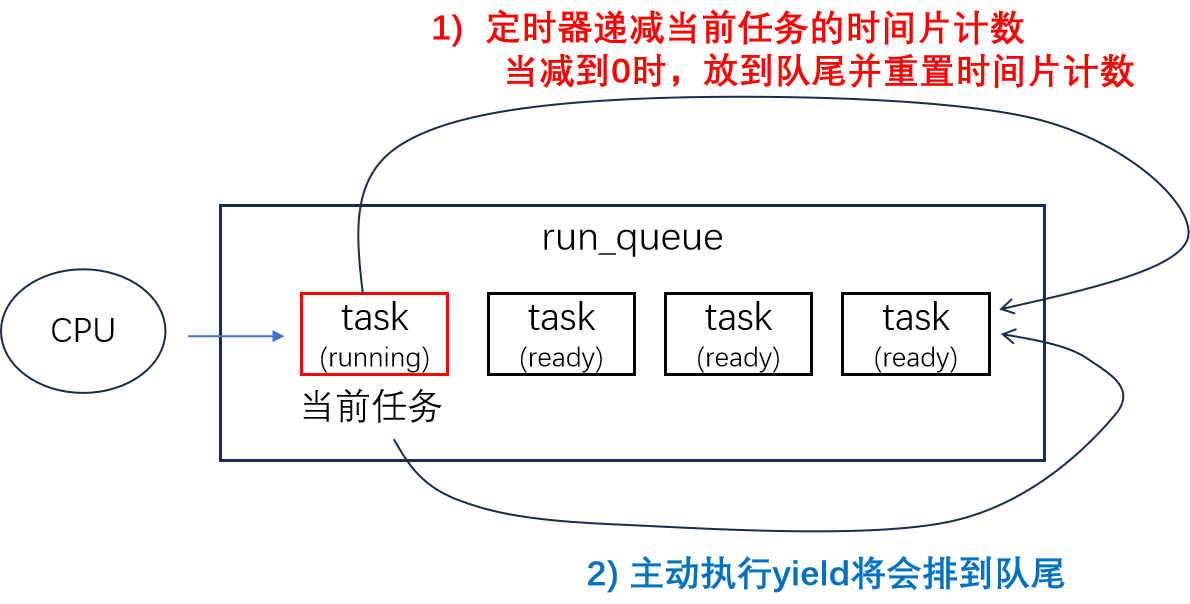 1) 定时器递减当前任务的时间片计数
当减到0时，放到队尾并重置时间片计数
run_queue
CPU
task
(running)
task
(ready)
task
(ready)
task
(ready)
当前任务
2) 主动执行yield将会排到队尾